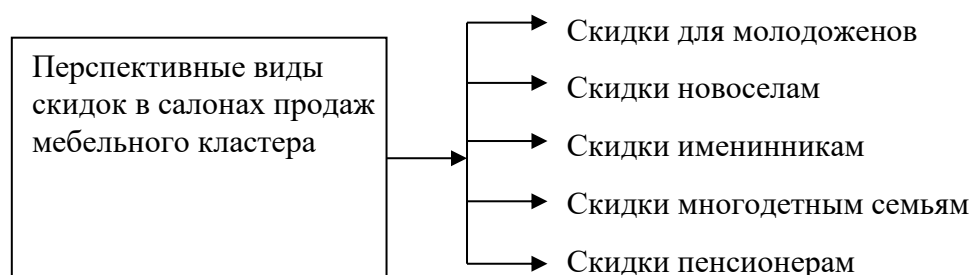 Перспективные виды
скидок в салонах продаж
мебельного кластера
Скидки для молодоженов
Скидки новоселам
Скидки именинникам
Скидки многодетным семьям
Скидки пенсионерам